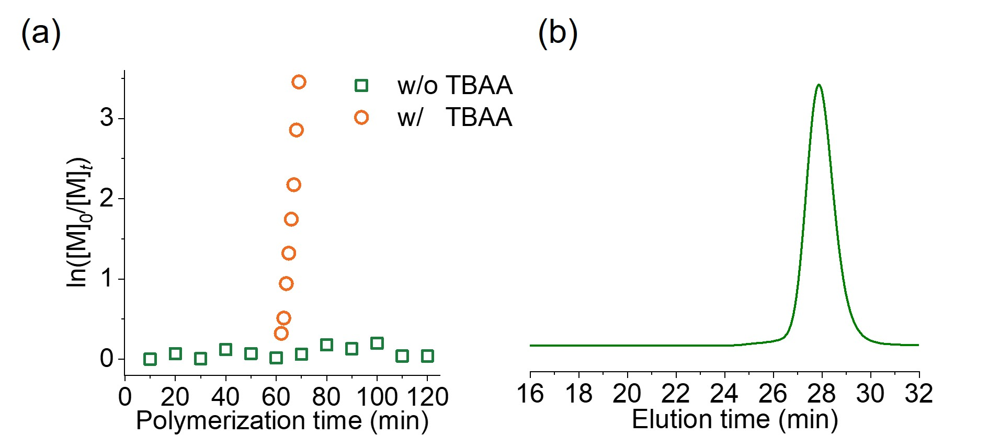 (a)
(b)
w/o TBAA
w/ TBAA
ln([M]0/[M]t)
3
2
1
0
0 20 40 60 80 100 120
Polymerization time (min)
16 18 20 22 24 26 28 30 32
Elution time (min)